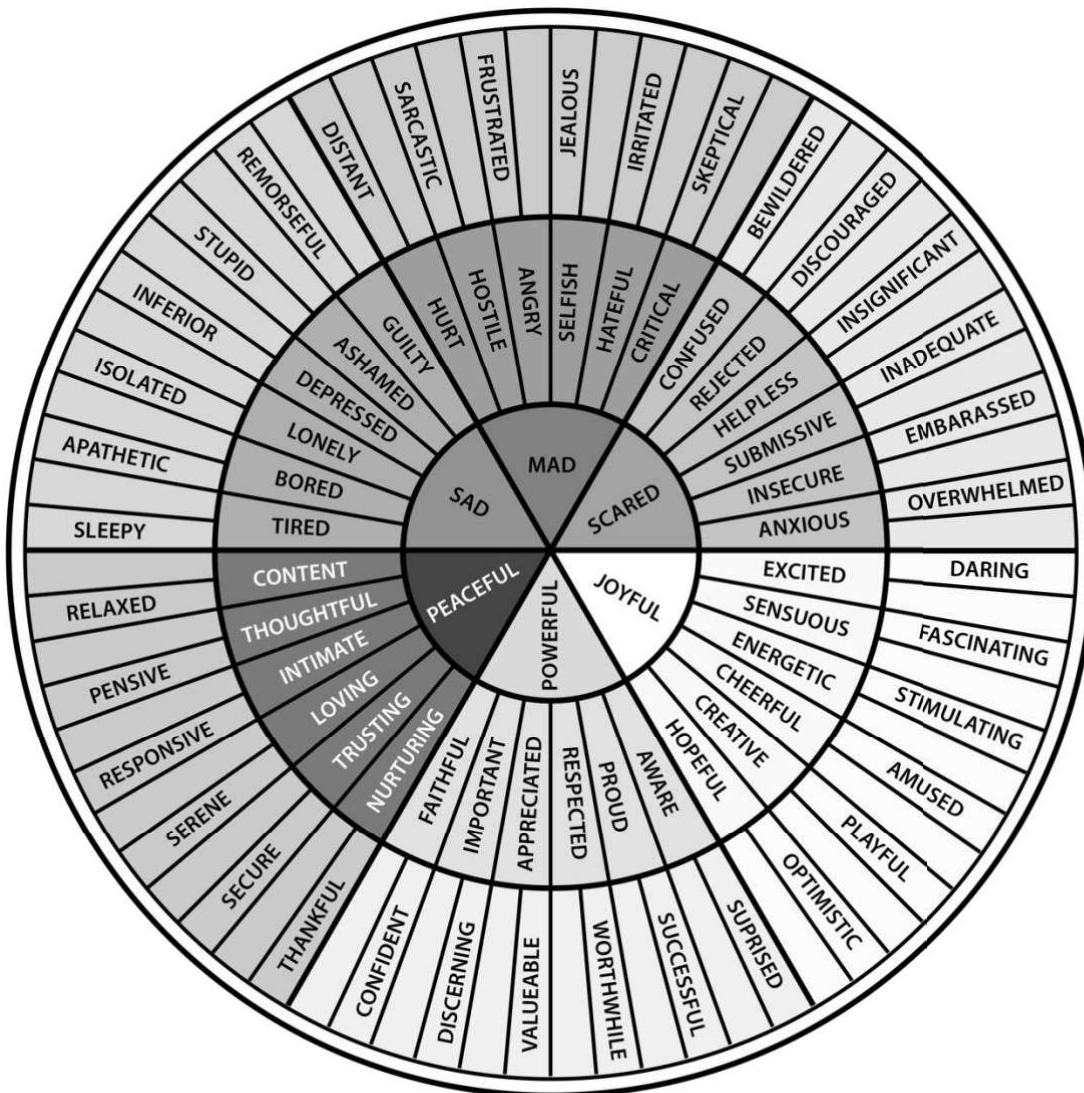 MAD
SCARED
JOYFUL
POWERFUL
PEACEFUL
SAD
HURT
HOSTILE
ANGRY
SELFISH
HATEFUL
CRITICAL
CONFUSED
REJECTED
HELPLESS
SUBMISSIVE
INSECURE
ANXIOUS
EXCITED
SENSUOUS
ENERGETIC
CHEERFUL
CREATIVE
HOPEFUL
AWARE
PROUD
RESPECTED
APPRECIATED
IMPORTANT
FAITHFUL
NURTURING
TRUSTING
LOVING
INTIMATE
THOUGHTFUL
CONTENT
TIRED
BORED
LONELY
DEPRESSED
ASHAMED
GUILTY
DISTANT
SARCASTIC
FRUSTRATED
JEALOUS
IRRITATED
SKEPTICAL
BEWILDERED
DISCOURAGED
INSIGNIFICANT
INADEQUATE
EMBARASSED
OVERWHELMED
DARING
FASCINATING
STIMULATING
AMUSED
PLAYFUL
OPTIMISTIC
SUPRISED
SUCCESSFUL
WORTHWHILE
VALUEABLE
DISCERNING
CONFIDENT
THANKFUL
SECURE
SERENE
RESPONSIVE
PENSIVE
RELAXED
SLEEPY
APATHETIC
ISOLATED
INFERIOR
STUPID
REMORSEFUL